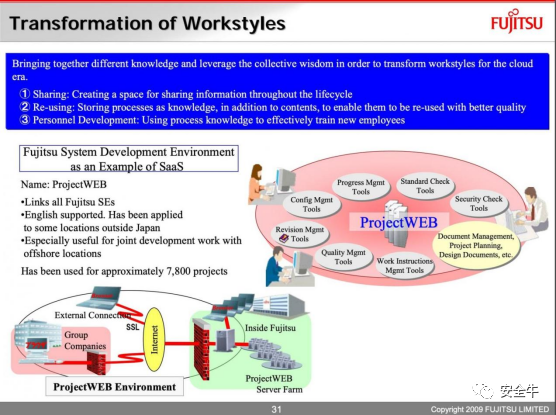 Transformation of Workstyles
FUJITSU
Bringing together different knowledge and leverage the collective wisdom in order to transform workstyles for the cloud
era.
① Sharing: Creating a space for sharing information throughout the lifecycle
② Re-using: Storing processes as knowledge, in addition to contents, to enable them to be re-used with better quality
③ Personnel Development: Using process knowledge to effectively train new employees
Fujitsu System Development Environment
as an Example of SaaS
Name: ProjectWEB
•Links all Fujitsu SEs
•English supported. Has been applied
to some locations outside Japan
•Especially useful for joint development work with
offshore locations
Has been used for approximately 7,800 projects
Progress Mgmt
Tools
Standard Check
Tools
Config Mgmt
Tools
Security Check
Tools
ProjectWEB
Revision Mgmt
Tools
Document Management,
Project Planning,
Design Documents, etc.
Quality Mgmt
Tools
Work Instructions
Mgmt Tools
External Connection
SSL
Group
Companies
Internet
Inside Fujitsu
ProjectWEB
Server Farm
ProjectWEB Environment
安全牛
31
Copyright 2009 FUJITSU LIMITED